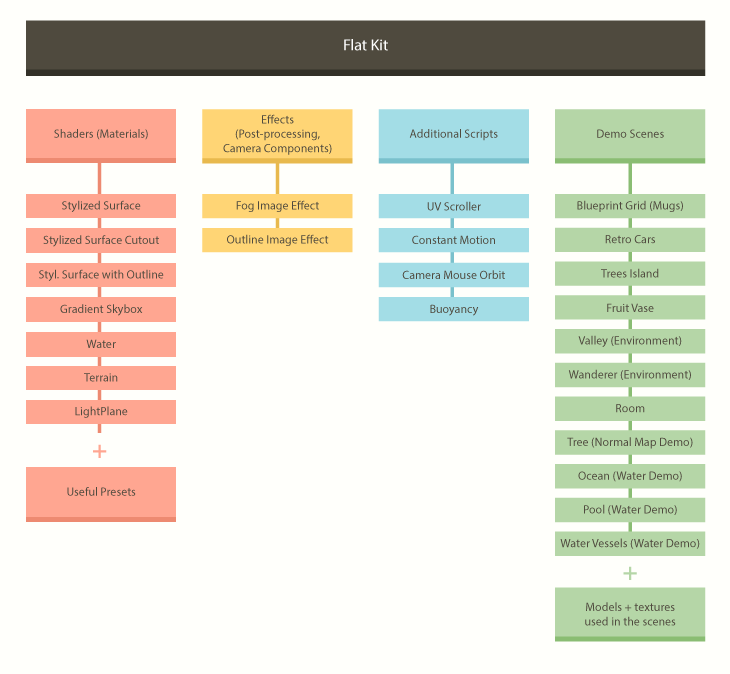 Flat Kit
Shaders (Materials)
Stylized Surface
Stylized Surface Cutout
Styl. Surface with Outline
Gradient Skybox
Water
Terrain
LightPlane
+
Useful Presets
Effects
(Post-processing,
Camera Components)
Fog Image Effect
Outline Image Effect
Additional Scripts
UV Scroller
Constant Motion
Camera Mouse Orbit
Buoyancy
Demo Scenes
Blueprint Grid (Mugs)
Retro Cars
Trees Island
Fruit Vase
Valley (Environment)
Wanderer (Environment)
Room
Tree (Normal Map Demo)
Ocean (Water Demo)
Pool (Water Demo)
Water Vessels (Water Demo)
+
Models + textures
used in the scenes